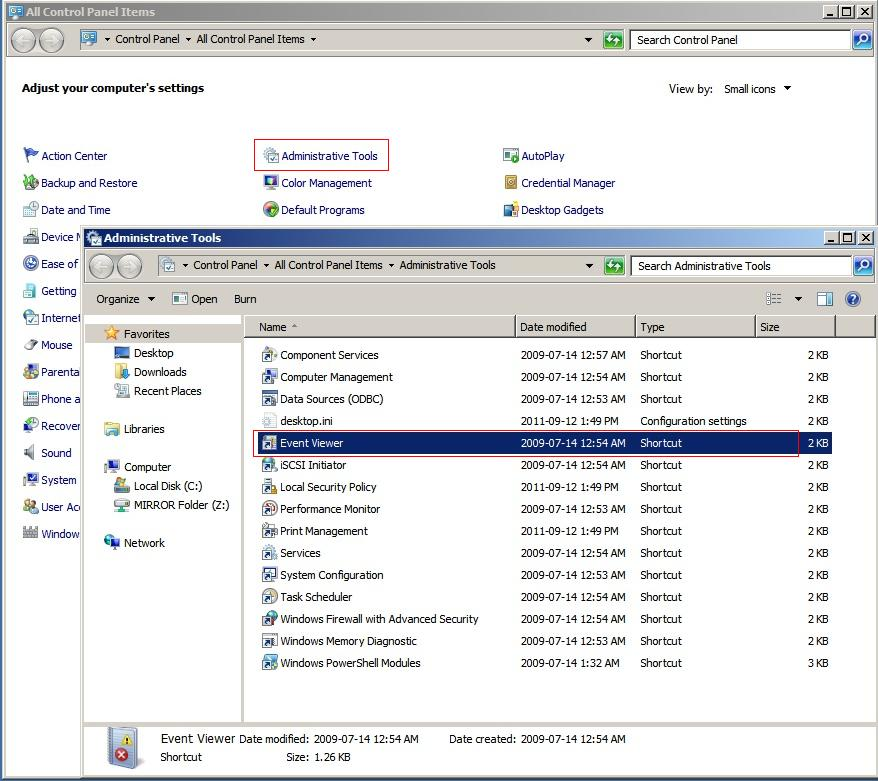 All Control Panel Items
Control Panel All Control Panel Items Search Control Panel
Adjust your computer's settings View by: Small icons
Action Center Administrative Tools AutoPlay
Backup and Restore Color Management Credential Manager
Date and Time Default Programs Desktop Gadgets
Device
Ease of
Getting
Internet
Mouse
Parenta
Phone a
Recover
Sound
System
User Ac
Window
Administrative Tools
Control Panel All Control Panel Items Administrative Tools Search Administrative Tools
Organize Open Burn
Favorites
Desktop
Downloads
Recent Places
Libraries
Computer
Local Disk (C:)
MIRROR Folder (Z:)
Network
Name Date modified Type Size
Component Services 2009-07-14 12:57 AM Shortcut 2 KB
Computer Management 2009-07-14 12:54 AM Shortcut 2 KB
Data Sources (ODBC) 2009-07-14 12:53 AM Shortcut 2 KB
desktop.ini 2011-09-12 1:49 PM Configuration settings 2 KB
Event Viewer 2009-07-14 12:54 AM Shortcut 2 KB
iSCSI Initiator 2009-07-14 12:54 AM Shortcut 2 KB
Local Security Policy 2011-09-12 1:49 PM Shortcut 2 KB
Performance Monitor 2009-07-14 12:53 AM Shortcut 2 KB
Print Management 2011-09-12 1:49 PM Shortcut 2 KB
Services 2009-07-14 12:54 AM Shortcut 2 KB
System Configuration 2009-07-14 12:53 AM Shortcut 2 KB
Task Scheduler 2009-07-14 12:54 AM Shortcut 2 KB
Windows Firewall with Advanced Security 2009-07-14 12:54 AM Shortcut 2 KB
Windows Memory Diagnostic 2009-07-14 12:53 AM Shortcut 2 KB
Windows PowerShell Modules 2009-07-14 1:32 AM Shortcut 3 KB
Event Viewer Date modified: 2009-07-14 12:54 AM Date created: 2009-07-14 12:54 AM
Shortcut Size: 1.26 KB